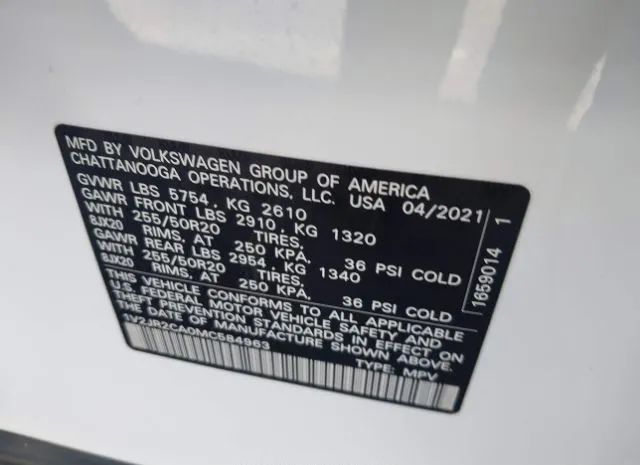 MFD BY VOLKSWAGEN GROUP OF AMERICA
CHATTANOOGA OPERATIONS, LLC. USA 04/2021
GVWR LBS 5754 , KG 2610
GAWR FRONT LBS 2910 , KG 1320
WITH 255/50R20 TIRES,
8JX20 RIMS, AT 250 KPA. 36 PSI COLD
GAWR REAR LBS 2954 , KG 1340
WITH 255/50R20 TIRES,
8JX20 RIMS, AT 250 KPA. 36 PSI COLD
THIS VEHICLE CONFORMS TO ALL APPLICABLE
U.S. FEDERAL MOTOR VEHICLE SAFETY AND
THEFT PREVENTION STANDARDS IN EFFECT ON
THE DATE OF MANUFACTURE SHOWN ABOVE.
1V2JR2CA0MC584963
TYPE: MPV
1659014 1